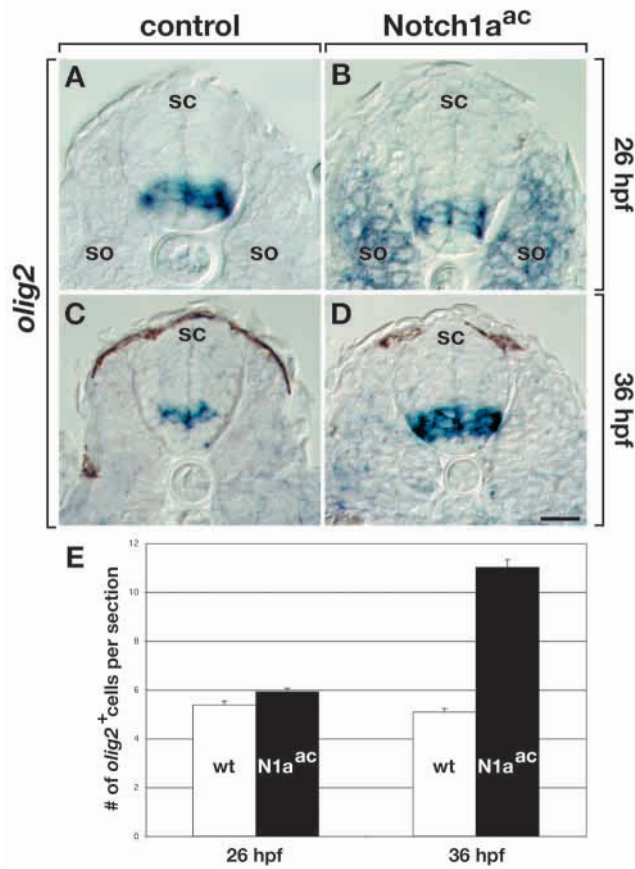 control Notch1a^ac
A sc so so
B sc so so
26 hpf
olig2
C sc
D sc
36 hpf
E
# of olig2+cells per section
12
10
8
6
4
2
0
wt N1a^ac wt N1a^ac
26 hpf 36 hpf